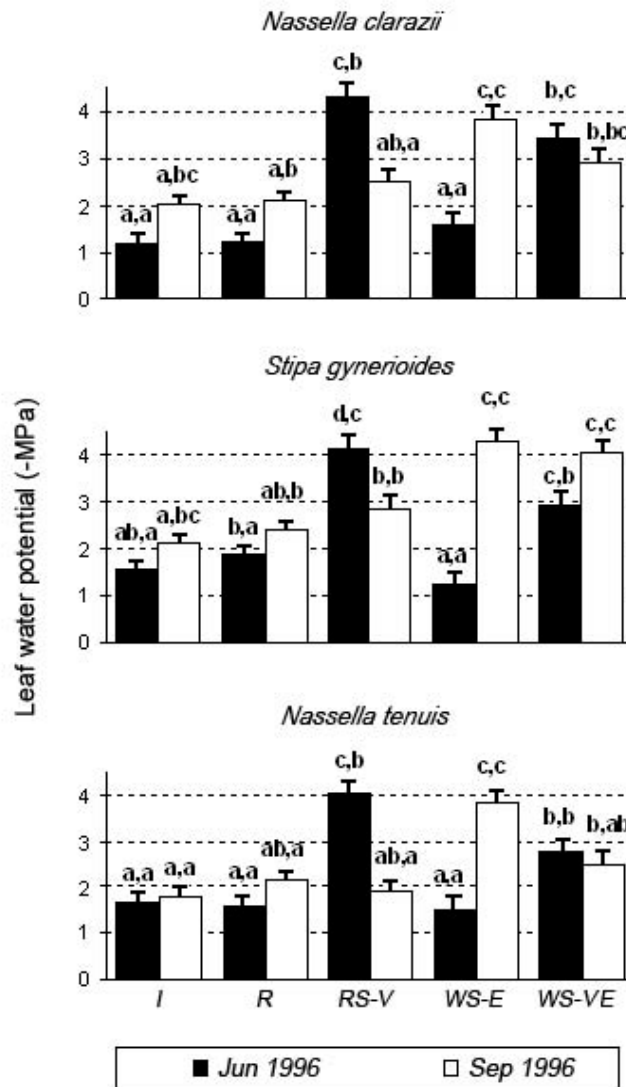 Nassella clarazii
c,b
c,c
b,c
ab,a
b,bc
a,bc
a,b
a,a
a,a
a,a
4
3
2
1
0
Stipa gynerioides
Leaf water potential (-MPa)
d,c
c,c
c,c
b,b
c,b
ab,b
ab,a
a,bc
b,a
a,a
4
3
2
1
0
Nassella tenuis
c,b
c,c
b,b
b,ab
ab,a
ab,a
a,a
a,a
a,a
a,a
4
3
2
1
0
I R RS-V WS-E WS-VE
Jun 1996 Sep 1996